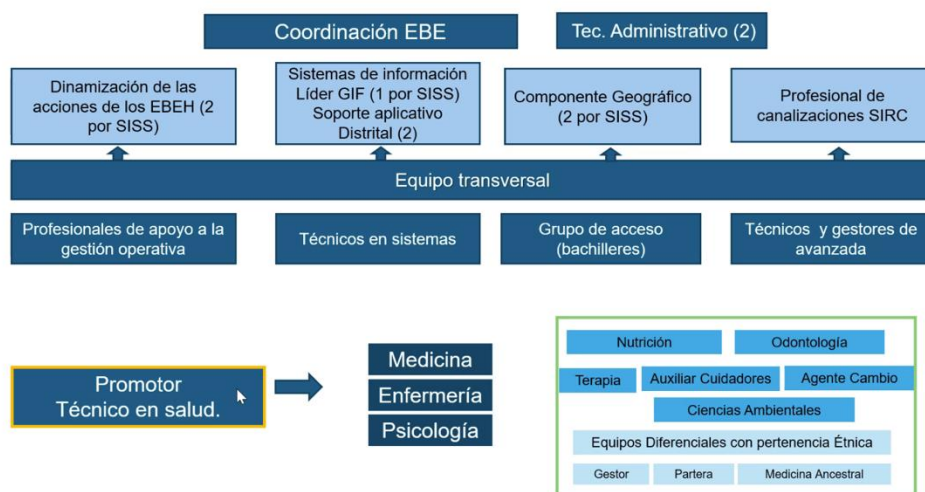 Coordinación EBE
Tec. Administrativo (2)
Dinamización de las
acciones de los EBEH (2
por SISS)
Sistemas de información
Líder GIF (1 por SISS)
Soporte aplicativo
Distrital (2)
Componente Geográfico
(2 por SISS)
Profesional de
canalizaciones SIRC
Equipo transversal
Profesionales de apoyo a la
gestión operativa
Técnicos en sistemas
Grupo de acceso
(bachilleres)
Técnicos y gestores de
avanzada
Promotor
Técnico en salud.
Medicina
Enfermería
Psicología
Nutrición
Odontología
Terapia
Auxiliar Cuidadores
Agente Cambio
Ciencias Ambientales
Equipos Diferenciales con pertenencia Étnica
Gestor
Partera
Medicina Ancestral